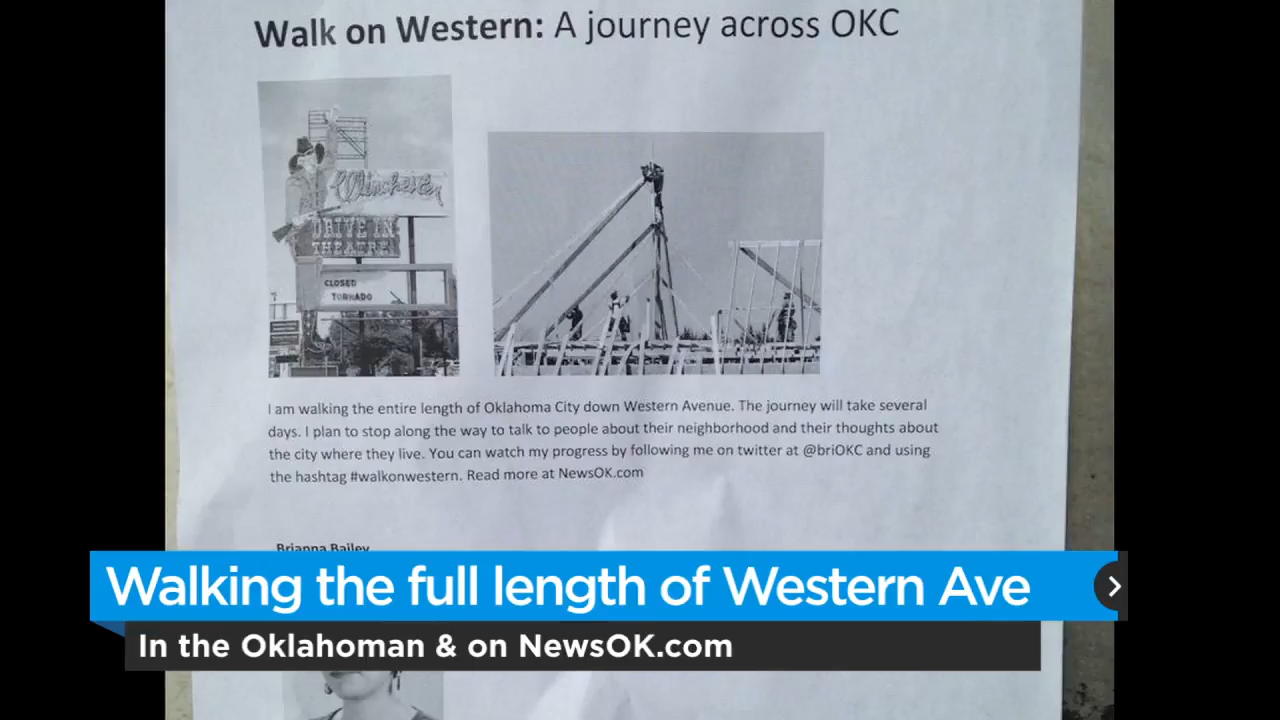 Walk on Western: A journey across OKC
Winchester
DRIVE IN
THEATRE
CLOSED
TORNADO
I am walking the entire length of Oklahoma City down Western Avenue. The journey will take several
days. I plan to stop along the way to talk to people about their neighborhood and their thoughts about
the city where they live. You can watch my progress by following me on twitter at @briOKC and using
the hashtag #walkonwestern. Read more at NewsOK.com
Brianna Bailey
Walking the full length of Western Ave
In the Oklahoman & on NewsOK.com